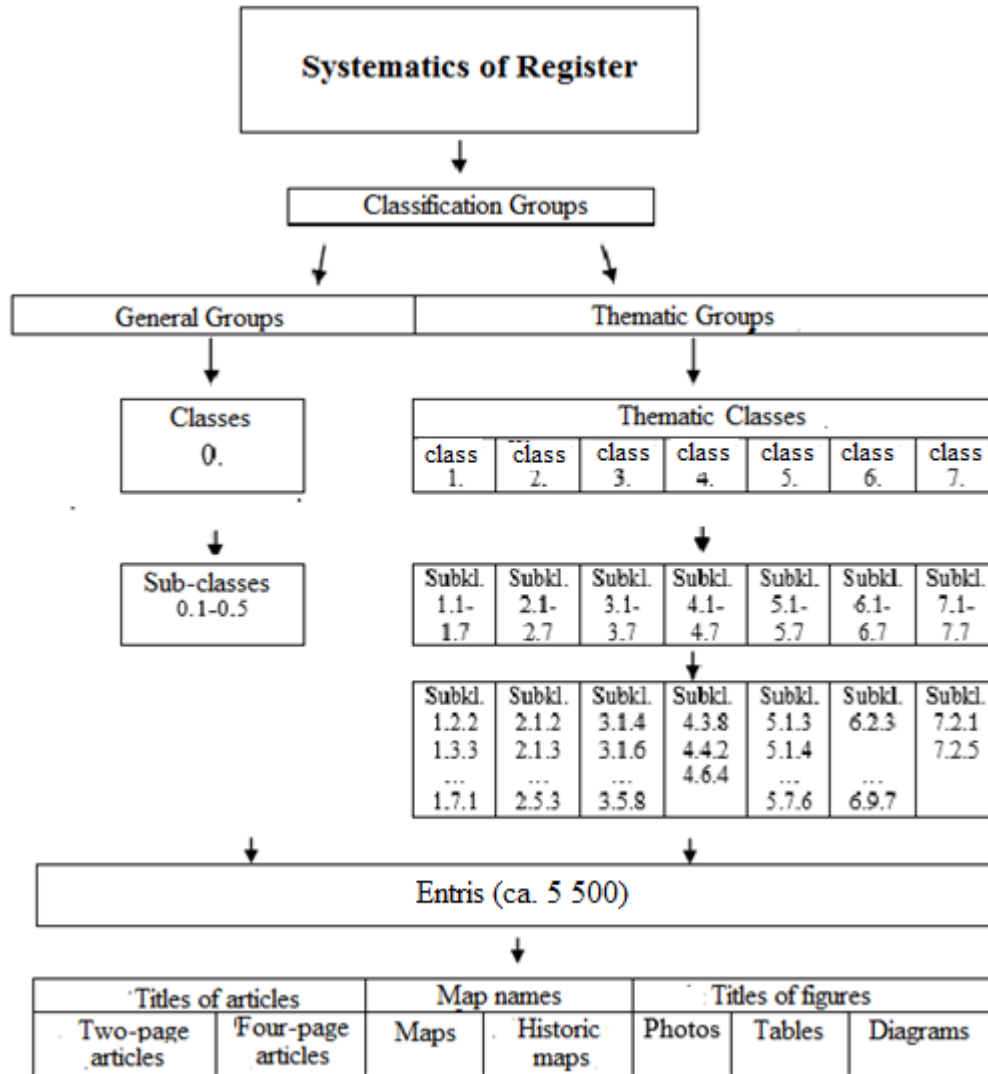 Systematics of Register
Classification Groups
General Groups
Thematic Groups
Classes
0.
Thematic Classes
class
1.
class
2.
class
3.
class
4.
class
5.
class
6.
class
7.
Sub-classes
0.1-0.5
Subkl.
1.1-
1.7
Subkl.
2.1-
2.7
Subkl.
3.1-
3.7
Subkl.
4.1-
4.7
Subkl.
5.1-
5.7
Subkl.
6.1-
6.7
Subkl.
7.1-
7.7
Subkl.
1.2.2
1.3.3
...
1.7.1
Subkl.
2.1.2
2.1.3
...
2.5.3
Subkl.
3.1.4
3.1.6
...
3.5.8
Subkl.
4.3.8
4.4.2
4.6.4
Subkl.
5.1.3
5.1.4
...
5.7.6
Subkl.
6.2.3
...
6.9.7
Subkl.
7.2.1
7.2.5
Entris (ca. 5 500)
Titles of articles
Map names
Titles of figures
Two-page
articles
Four-page
articles
Maps
Historic
maps
Photos
Tables
Diagrams